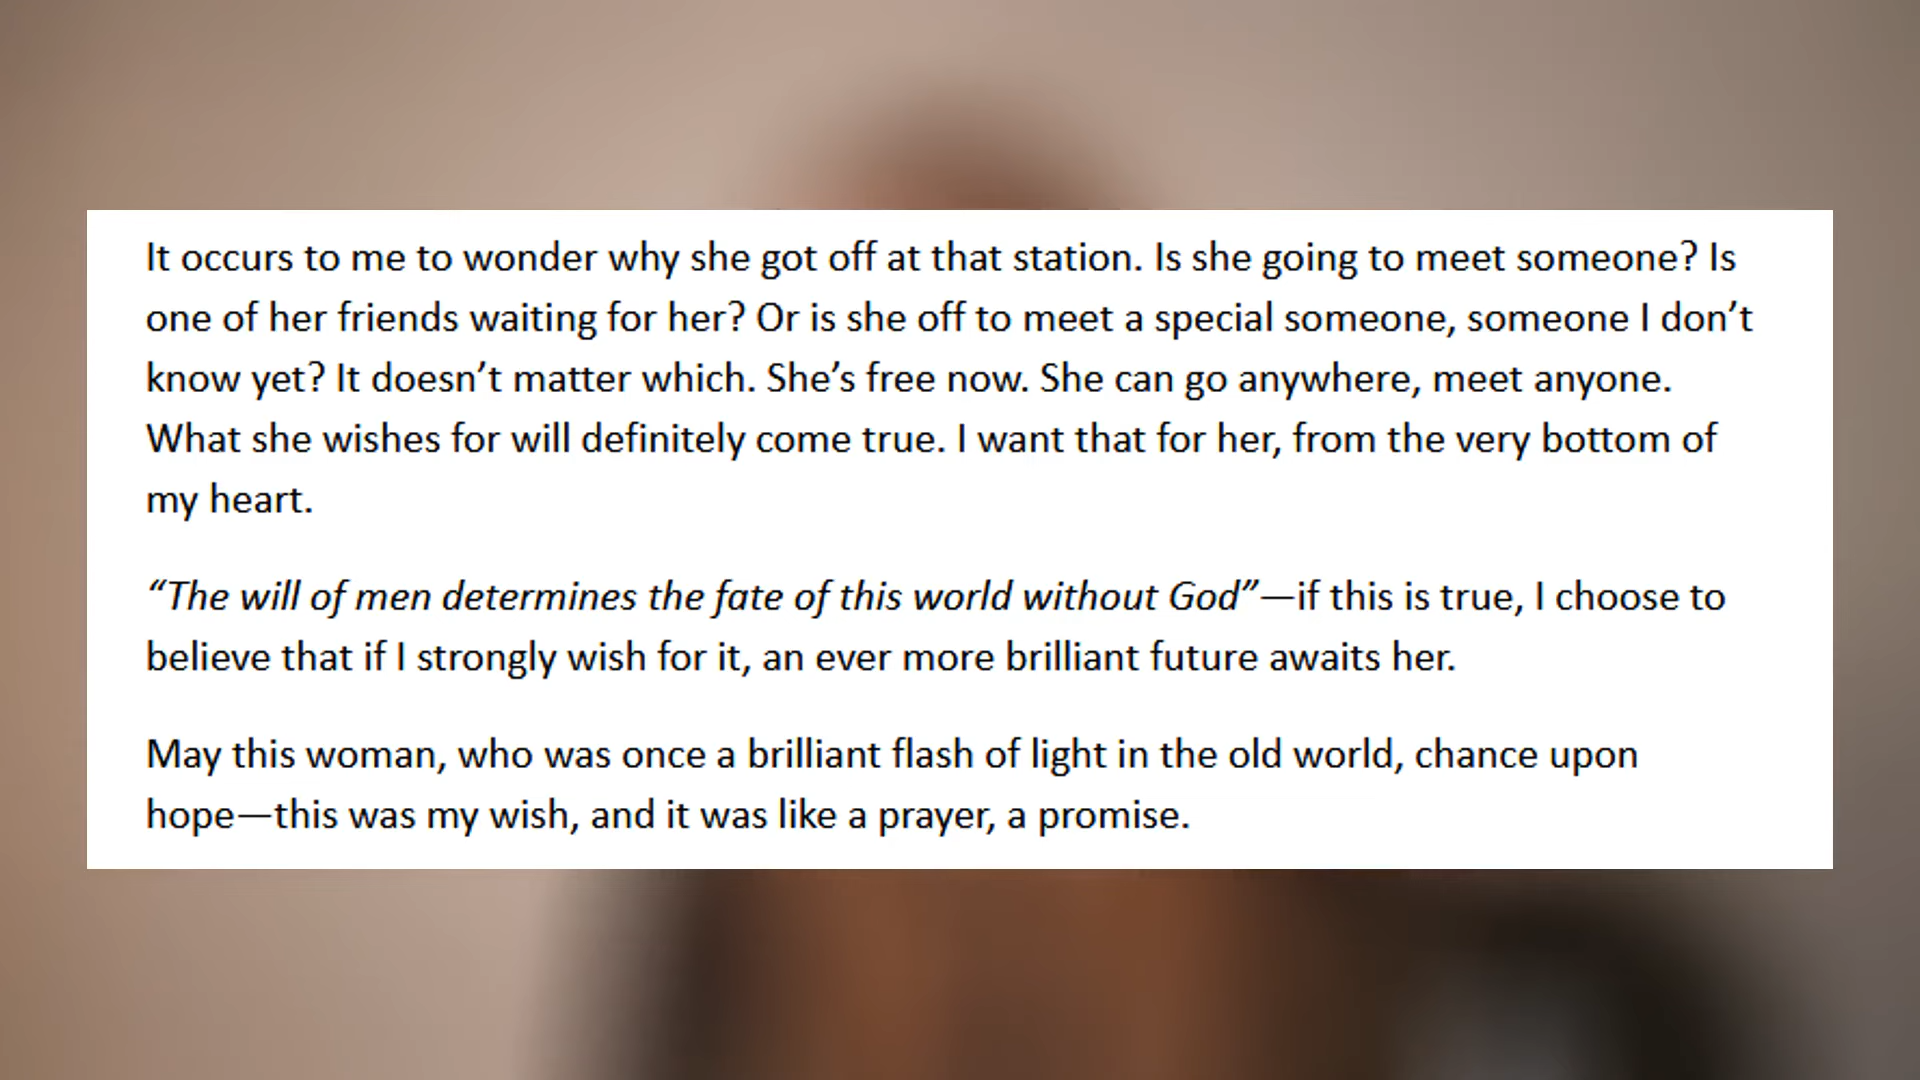 It occurs to me to wonder why she got off at that station. Is she going to meet someone? Is
one of her friends waiting for her? Or is she off to meet a special someone, someone I don’t
know yet? It doesn’t matter which. She’s free now. She can go anywhere, meet anyone.
What she wishes for will definitely come true. I want that for her, from the very bottom of
my heart.
“The will of men determines the fate of this world without God”—if this is true, I choose to
believe that if I strongly wish for it, an ever more brilliant future awaits her.
May this woman, who was once a brilliant flash of light in the old world, chance upon
hope—this was my wish, and it was like a prayer, a promise.